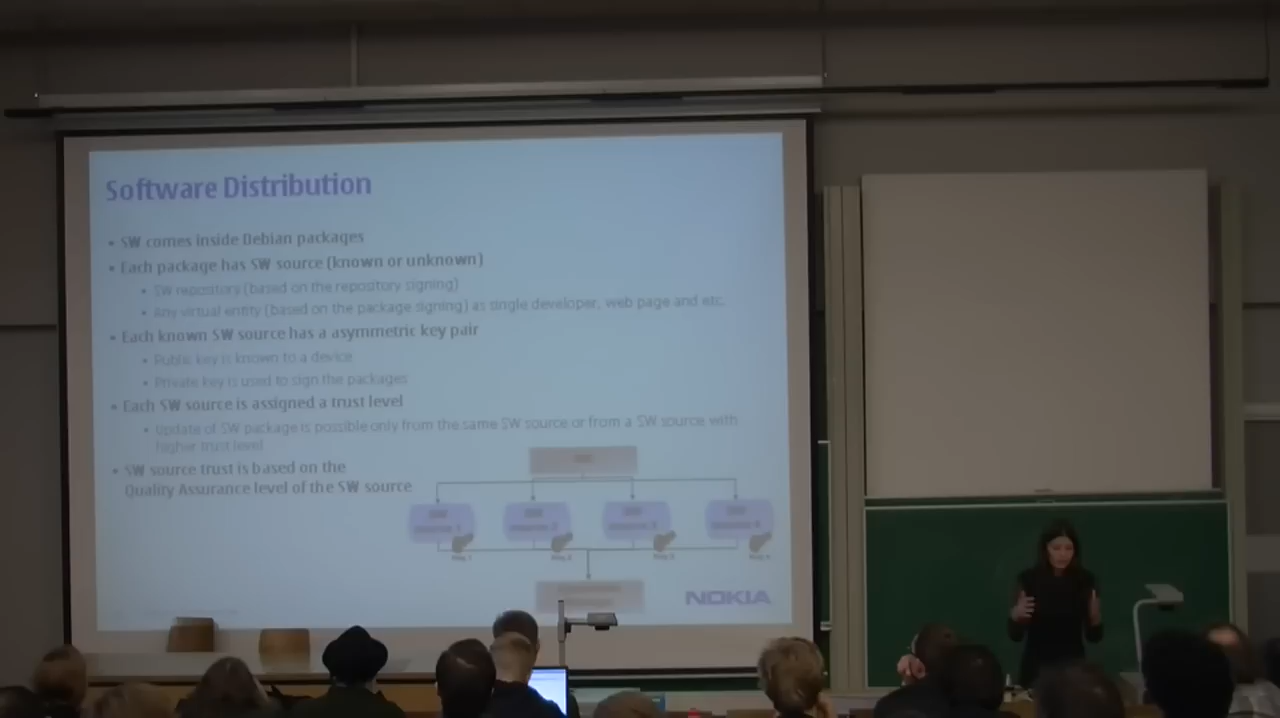 Software Distribution
• SW comes inside Debian packages
• Each package has SW source (known or unknown)
• SW repository (based on the repository signing)
• Any virtual entity (based on the package signing) as single developer, web page and etc.
• Each known SW source has a asymmetric key pair
• Public key is known to a device
• Private key is used to sign the packages
• Each SW source is assigned a trust level
• Update of SW package is possible only from the same SW source or from a SW source with
higher trust level
• SW source trust is based on the
Quality Assurance level of the SW source
NOKIA